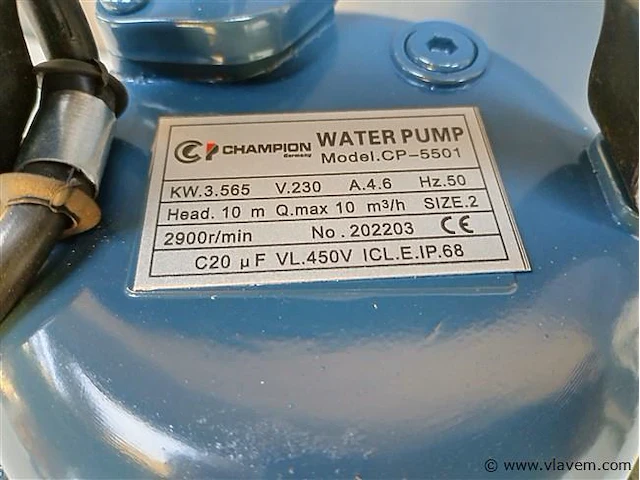 CHAMPION WATER PUMP
Germany Model.CP-5501
KW.3.565 V.230 A.4.6 Hz.50
Head. 10 m Q.max 10 m³/h SIZE.2
2900r/min No.202203 CE
C20 µF VL.450V ICL.E.IP.68
© www.vlavem.com